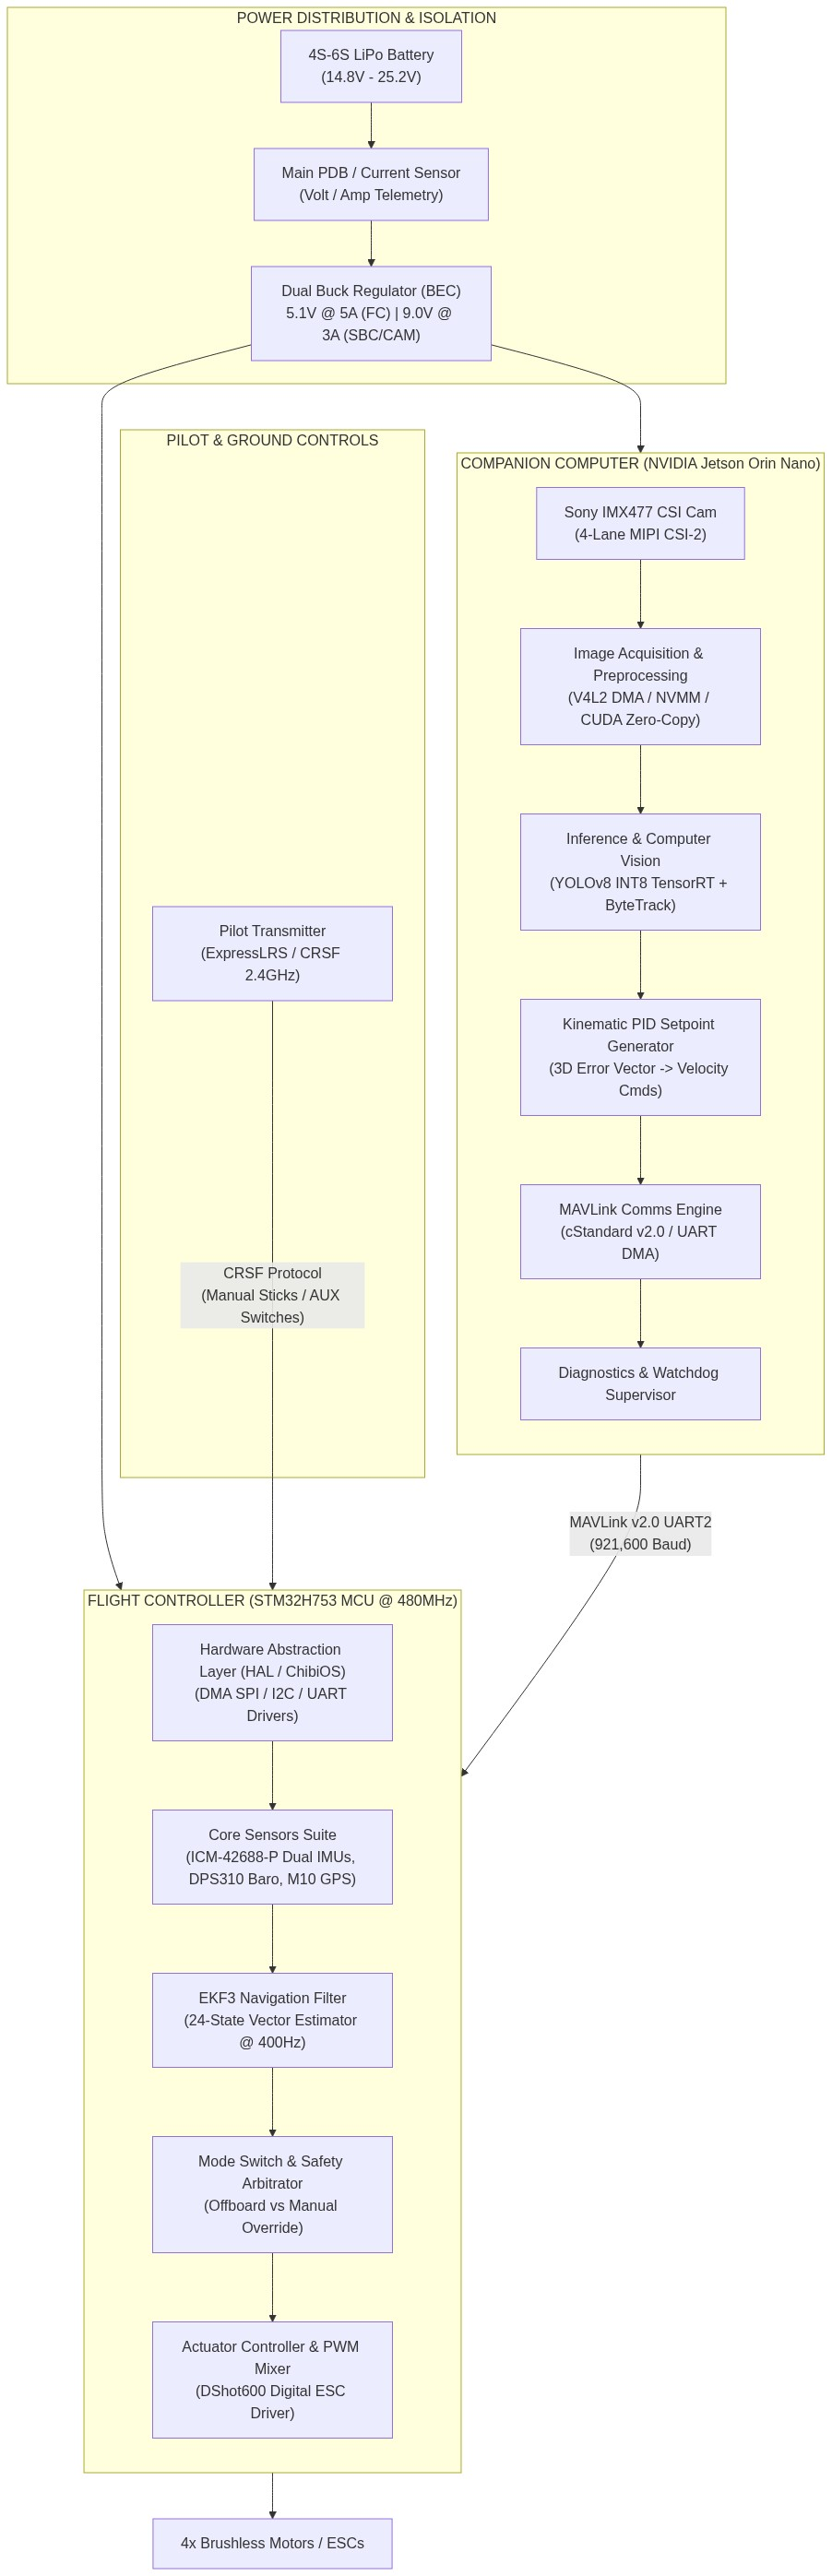 POWER DISTRIBUTION & ISOLATION
4S-6S LiPo Battery
(14.8V - 25.2V)
Main PDB / Current Sensor
(Volt / Amp Telemetry)
Dual Buck Regulator (BEC)
5.1V @ 5A (FC) | 9.0V @
3A (SBC/CAM)
PILOT & GROUND CONTROLS
Pilot Transmitter
(ExpressLRS / CRSF
2.4GHz)
CRSF Protocol
(Manual Sticks / AUX
Switches)
COMPANION COMPUTER (NVIDIA Jetson Orin Nano)
Sony IMX477 CSI Cam
(4-Lane MIPI CSI-2)
Image Acquisition &
Preprocessing
(V4L2 DMA / NVMM /
CUDA Zero-Copy)
Inference & Computer
Vision
(YOLOv8 INT8 TensorRT +
ByteTrack)
Kinematic PID Setpoint
Generator
(3D Error Vector -> Velocity
Cmds)
MAVLink Comms Engine
(cStandard v2.0 / UART
DMA)
Diagnostics & Watchdog
Supervisor
MAVLink v2.0 UART2
(921,600 Baud)
FLIGHT CONTROLLER (STM32H753 MCU @ 480MHz)
Hardware Abstraction
Layer (HAL / ChibiOS)
(DMA SPI / I2C / UART
Drivers)
Core Sensors Suite
(ICM-42688-P Dual IMUs,
DPS310 Baro, M10 GPS)
EKF3 Navigation Filter
(24-State Vector Estimator
@ 400Hz)
Mode Switch & Safety
Arbitrator
(Offboard vs Manual
Override)
Actuator Controller & PWM
Mixer
(DShot600 Digital ESC
Driver)
4x Brushless Motors / ESCs